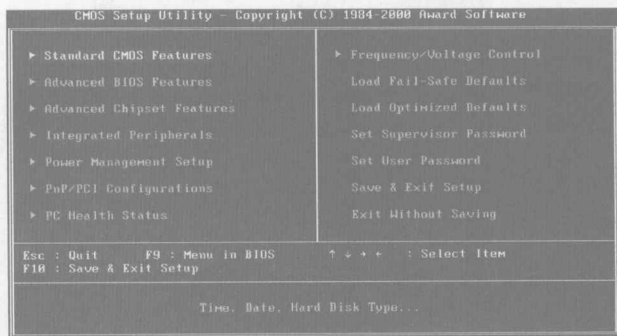 CMOS Setup Utility - Copyright (C) 1984-2000 Award Software
► Standard CMOS Features
► Advanced BIOS Features
► Advanced Chipset Features
► Integrated Peripherals
► Power Management Setup
► PnP/PCI Configurations
► PC Health Status
► Frequency/Voltage Control
Load Fail-Safe Defaults
Load Optimized Defaults
Set Supervisor Password
Set User Password
Save & Exit Setup
Exit Without Saving
Esc : Quit F9 : Menu in BIOS ↑ ↓ → ← : Select Item
F10 : Save & Exit Setup
Time, Date, Hard Disk Type...